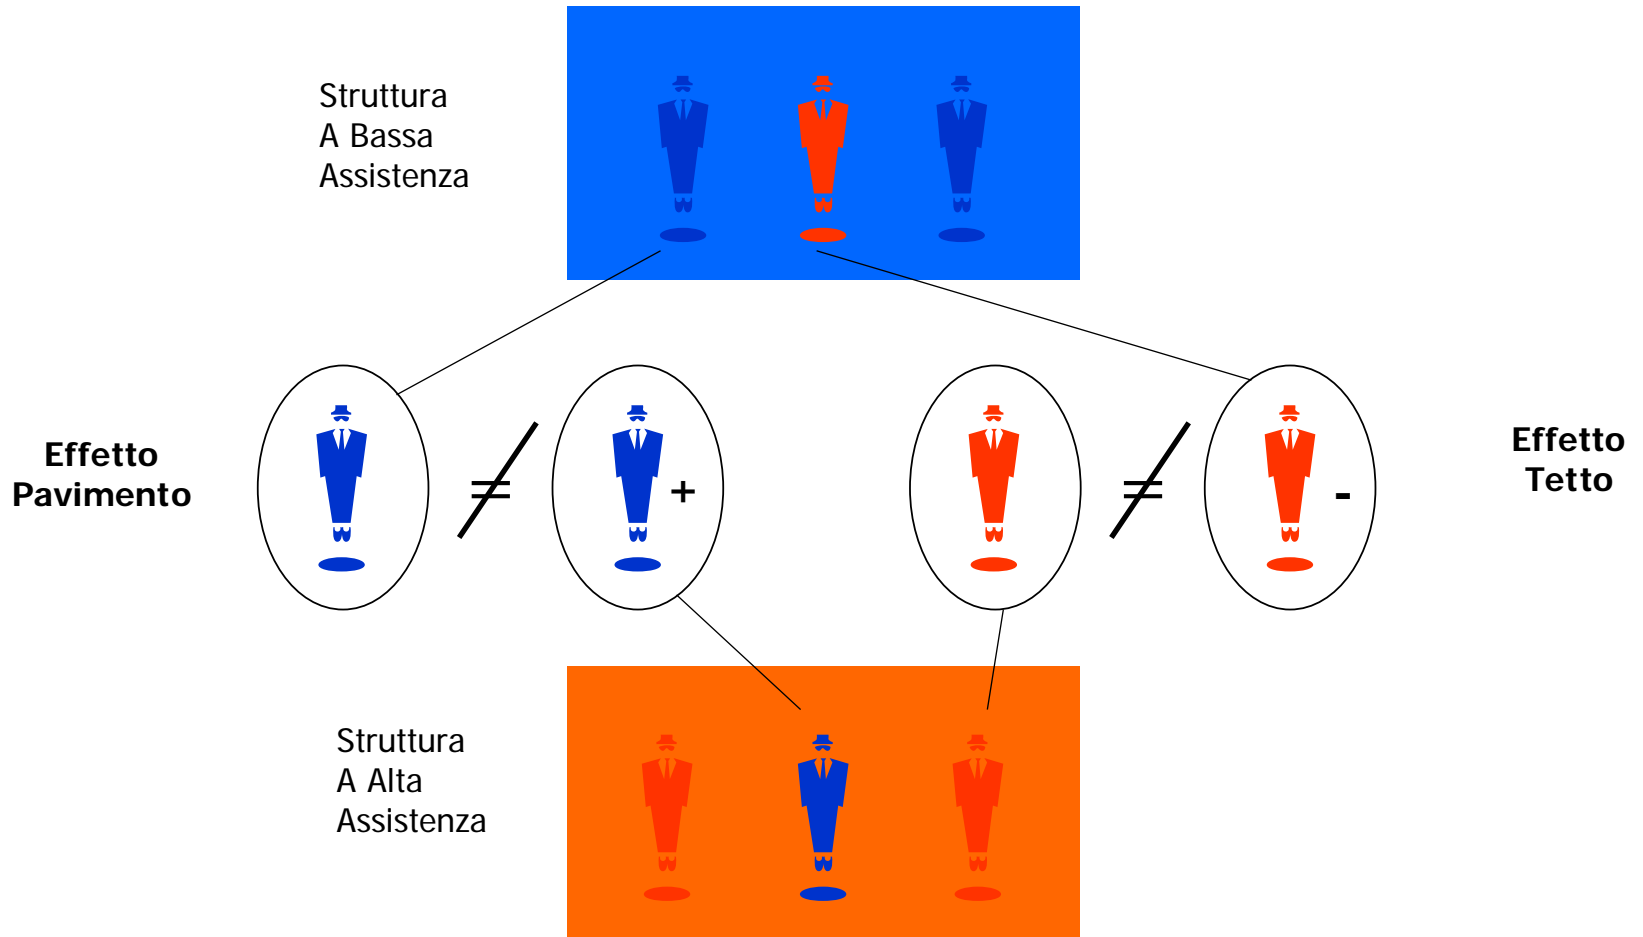 Struttura
A Bassa
Assistenza
Effetto
Pavimento
≠
+
≠
-
Effetto
Tetto
Struttura
A Alta
Assistenza